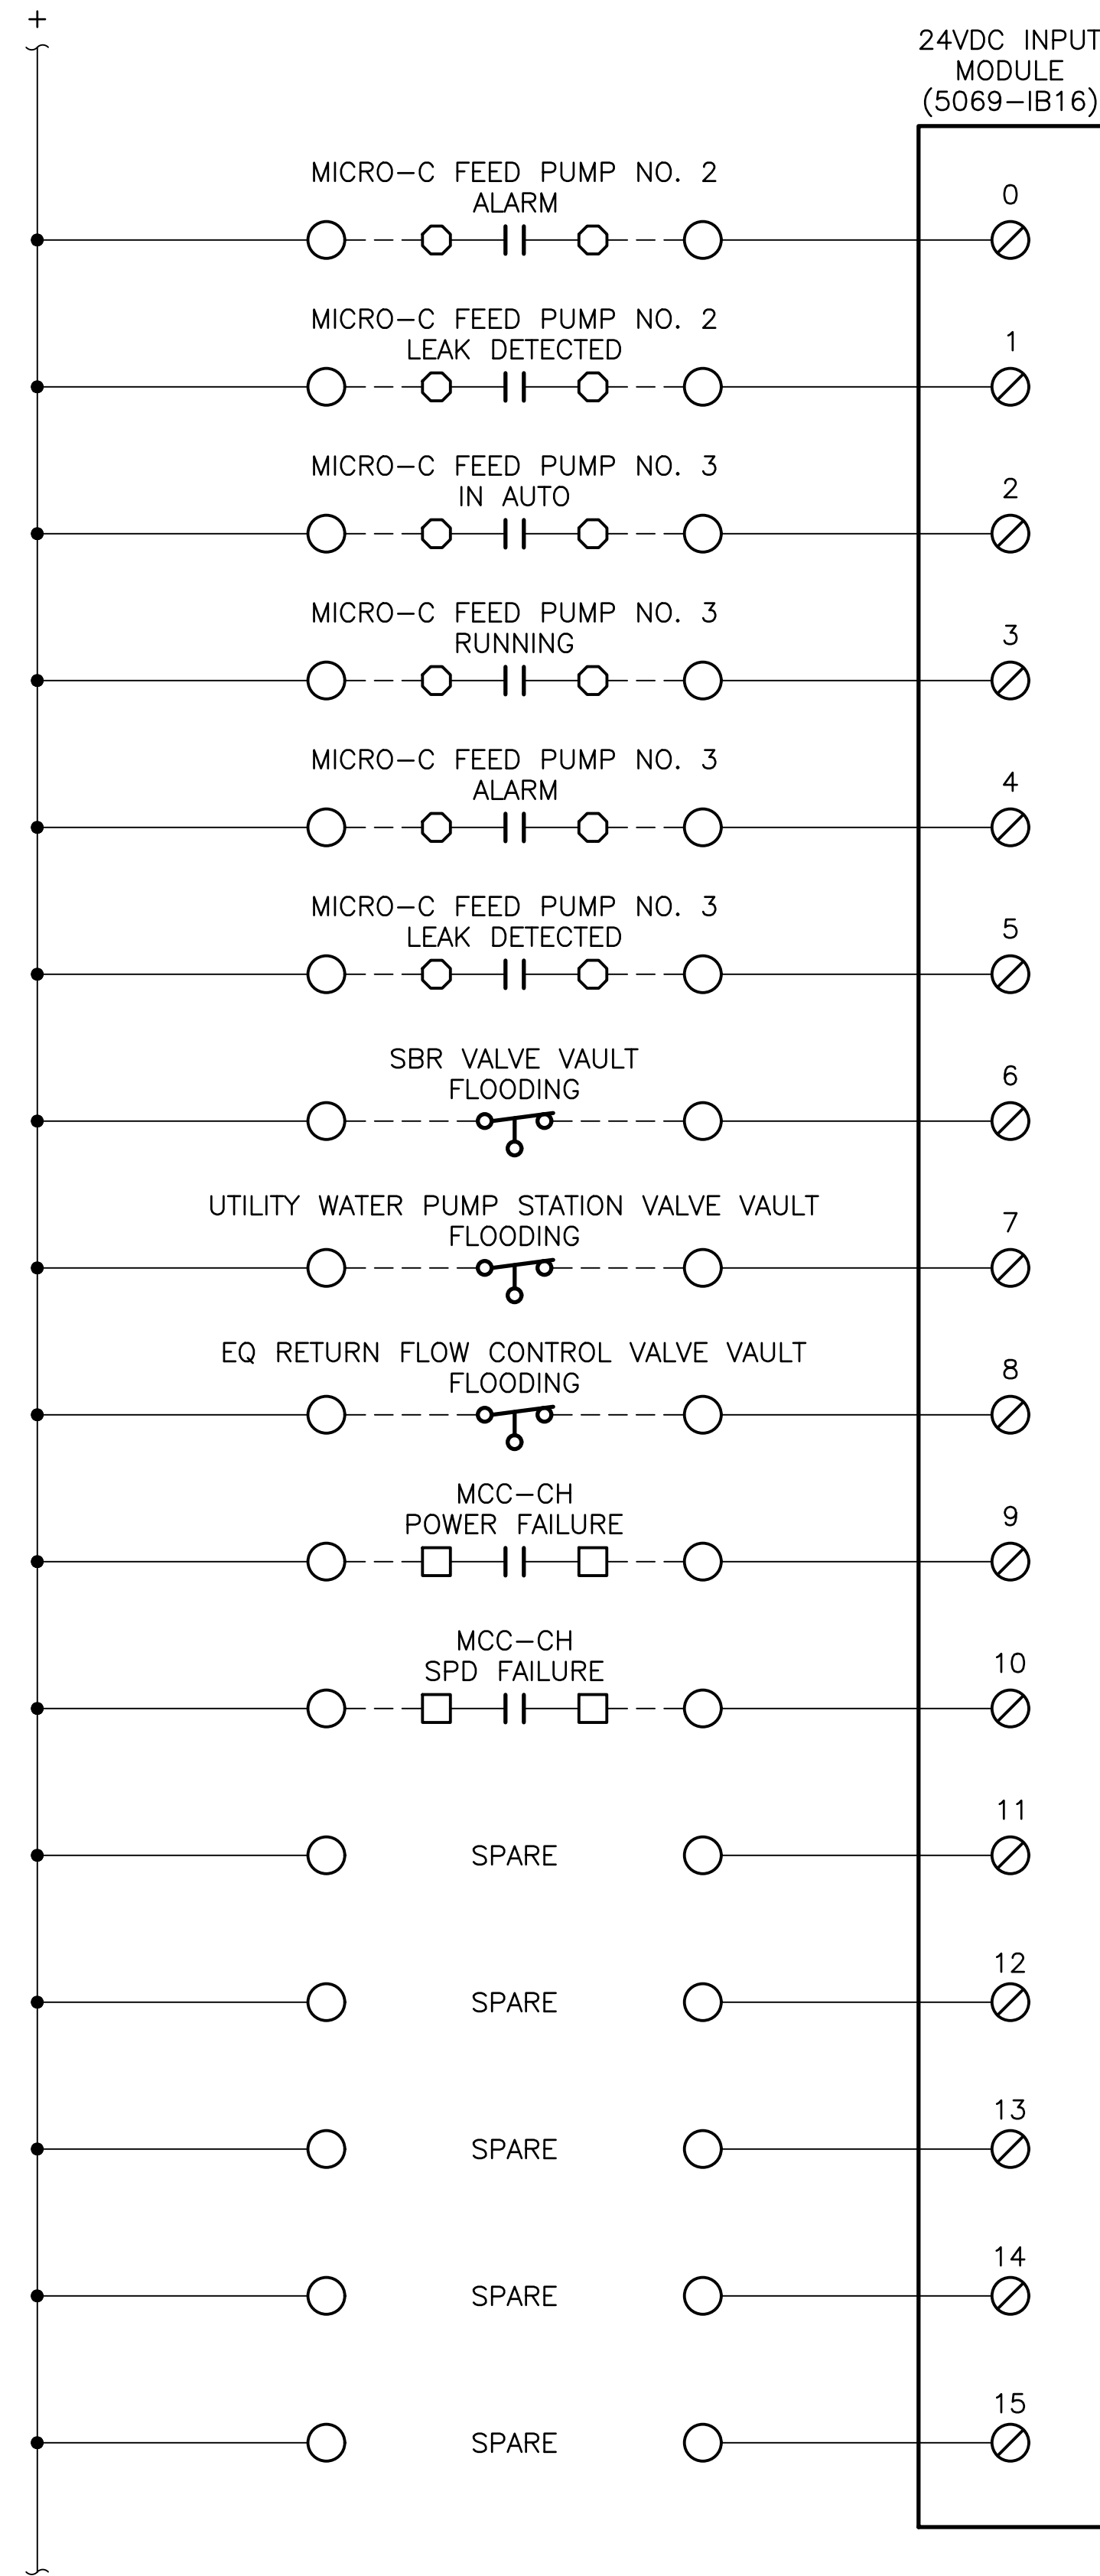 +
24VDC INPUT
MODULE
(5069-IB16)
MICRO-C FEED PUMP NO. 2
ALARM
0
MICRO-C FEED PUMP NO. 2
LEAK DETECTED
1
MICRO-C FEED PUMP NO. 3
IN AUTO
2
MICRO-C FEED PUMP NO. 3
RUNNING
3
MICRO-C FEED PUMP NO. 3
ALARM
4
MICRO-C FEED PUMP NO. 3
LEAK DETECTED
5
SBR VALVE VAULT
FLOODING
6
UTILITY WATER PUMP STATION VALVE VAULT
FLOODING
7
EQ RETURN FLOW CONTROL VALVE VAULT
FLOODING
8
MCC-CH
POWER FAILURE
9
MCC-CH
SPD FAILURE
10
SPARE
11
SPARE
12
SPARE
13
SPARE
14
SPARE
15